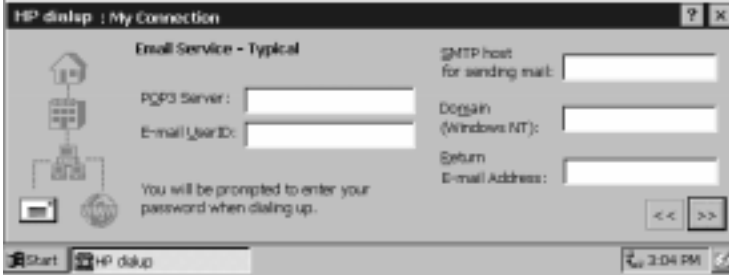 HP dialup : My Connection
? ×
Email Service - Typical
POP3 Server:
E-mail UserID:
You will be prompted to enter your
password when dialing up.
SMTP host
for sending mail:
Domain
(Windows NT):
Return
E-mail Address:
<< >>
Start
HP dialup
3:04 PM